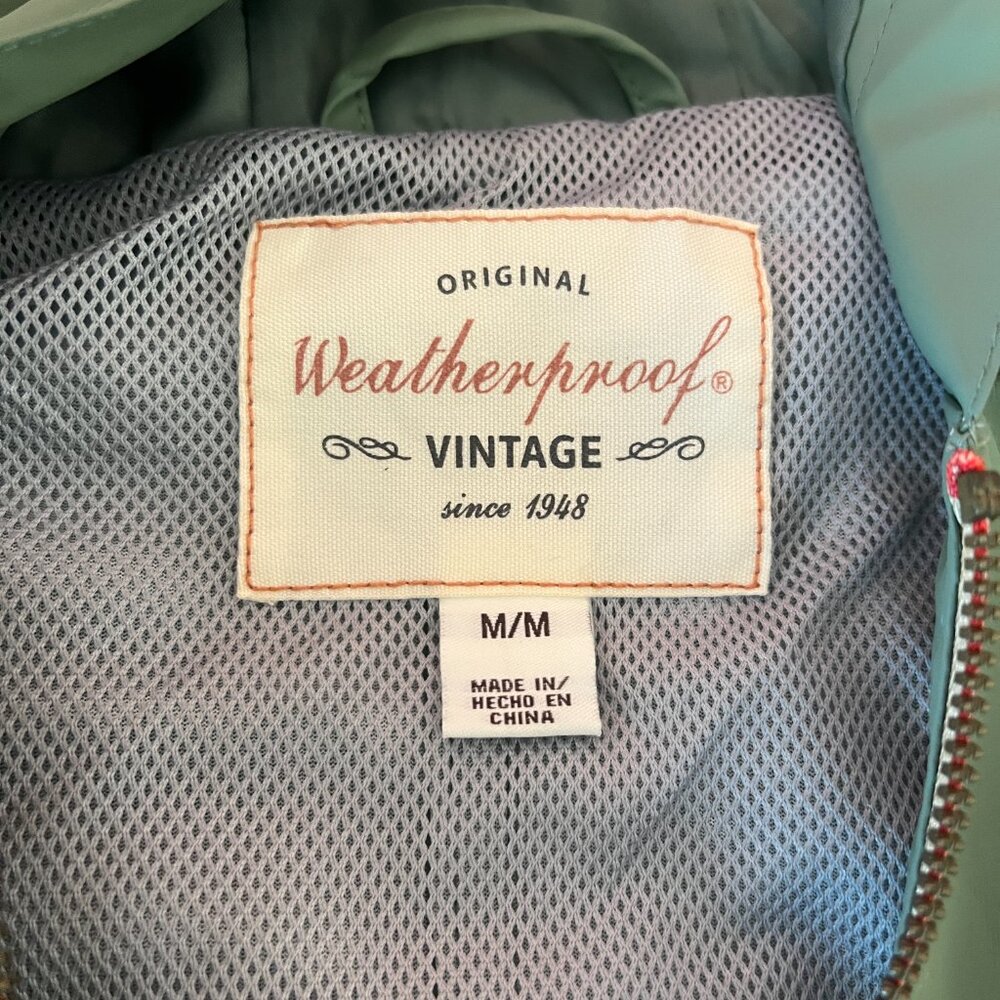 ORIGINAL
Weatherproof®
VINTAGE
since 1948
M/M
MADE IN/
HECHO EN
CHINA